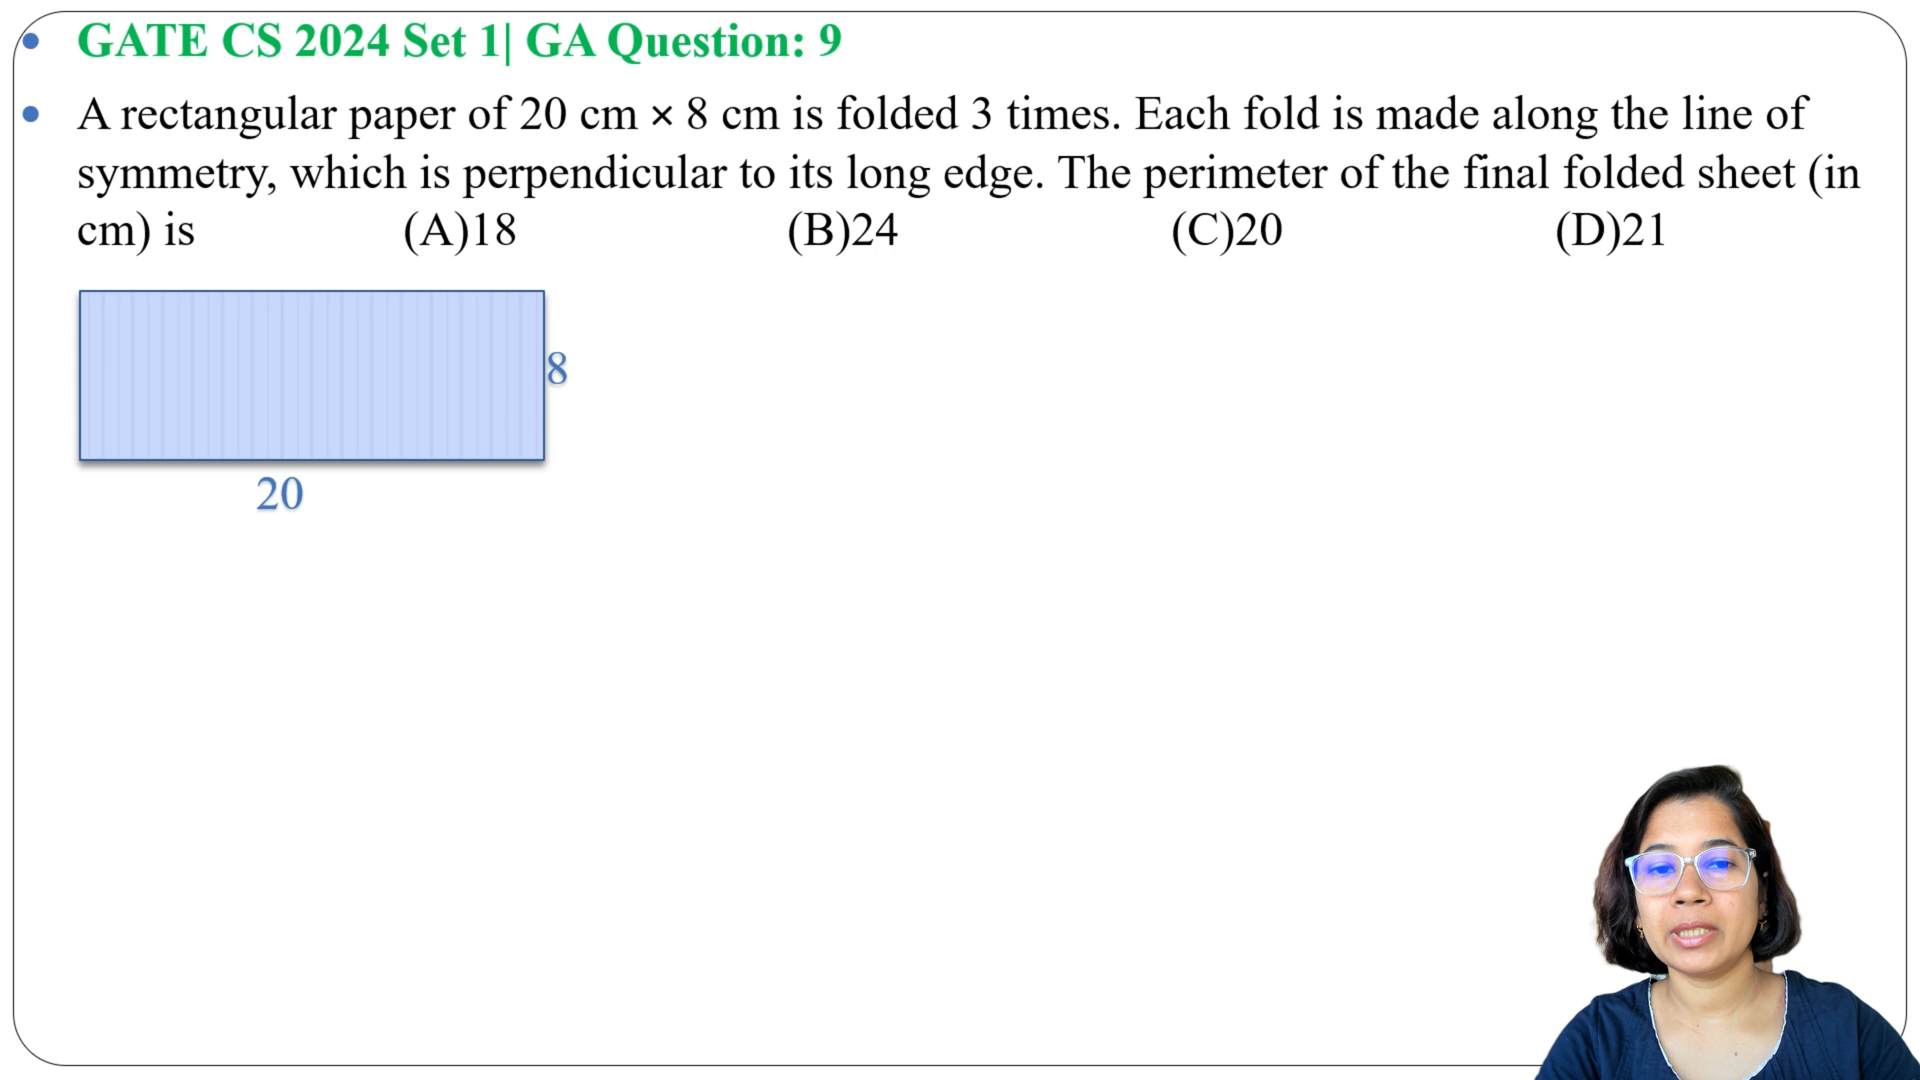 GATE CS 2024 Set 1| GA Question: 9
A rectangular paper of 20 cm × 8 cm is folded 3 times. Each fold is made along the line of
symmetry, which is perpendicular to its long edge. The perimeter of the final folded sheet (in
cm) is (A)18 (B)24 (C)20 (D)21
8
20